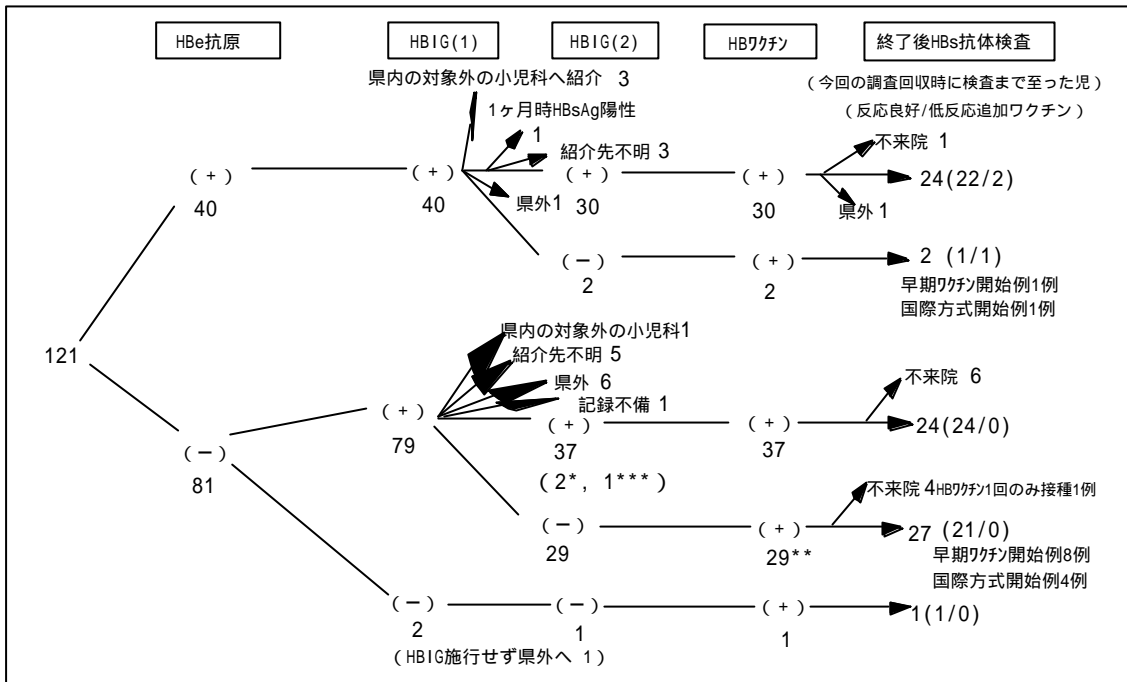 HBe抗原 HBIG(1) HBIG(2) HBワクチン 終了後HBs抗体検査
県内の対象外の小児科へ紹介 3
(今回の調査回収時に検査まで至った児)
(反応良好/低反応追加ワクチン)
1ヶ月時HBsAg陽性
1
紹介先不明 3
不来院 1
(+) (+) (+) (+) 24(22/2)
40 40 県外1 30 30 県外 1
(−) (+) 2 (1/1)
2 2
早期ワクチン開始例1例
国際方式開始例1例
県内の対象外の小児科1
121
紹介先不明 5
県外 6
不来院 6
記録不備 1
(+) (+) (+) 24(24/0)
79 37 37
(−)
81
(2*, 1***)
不来院 4HBワクチン1回のみ接種1例
(−) (+) 27 (21/0)
29 29**
早期ワクチン開始例8例
国際方式開始例4例
(−) (−) (+) 1(1/0)
2 1 1
(HBIG施行せず県外へ 1)